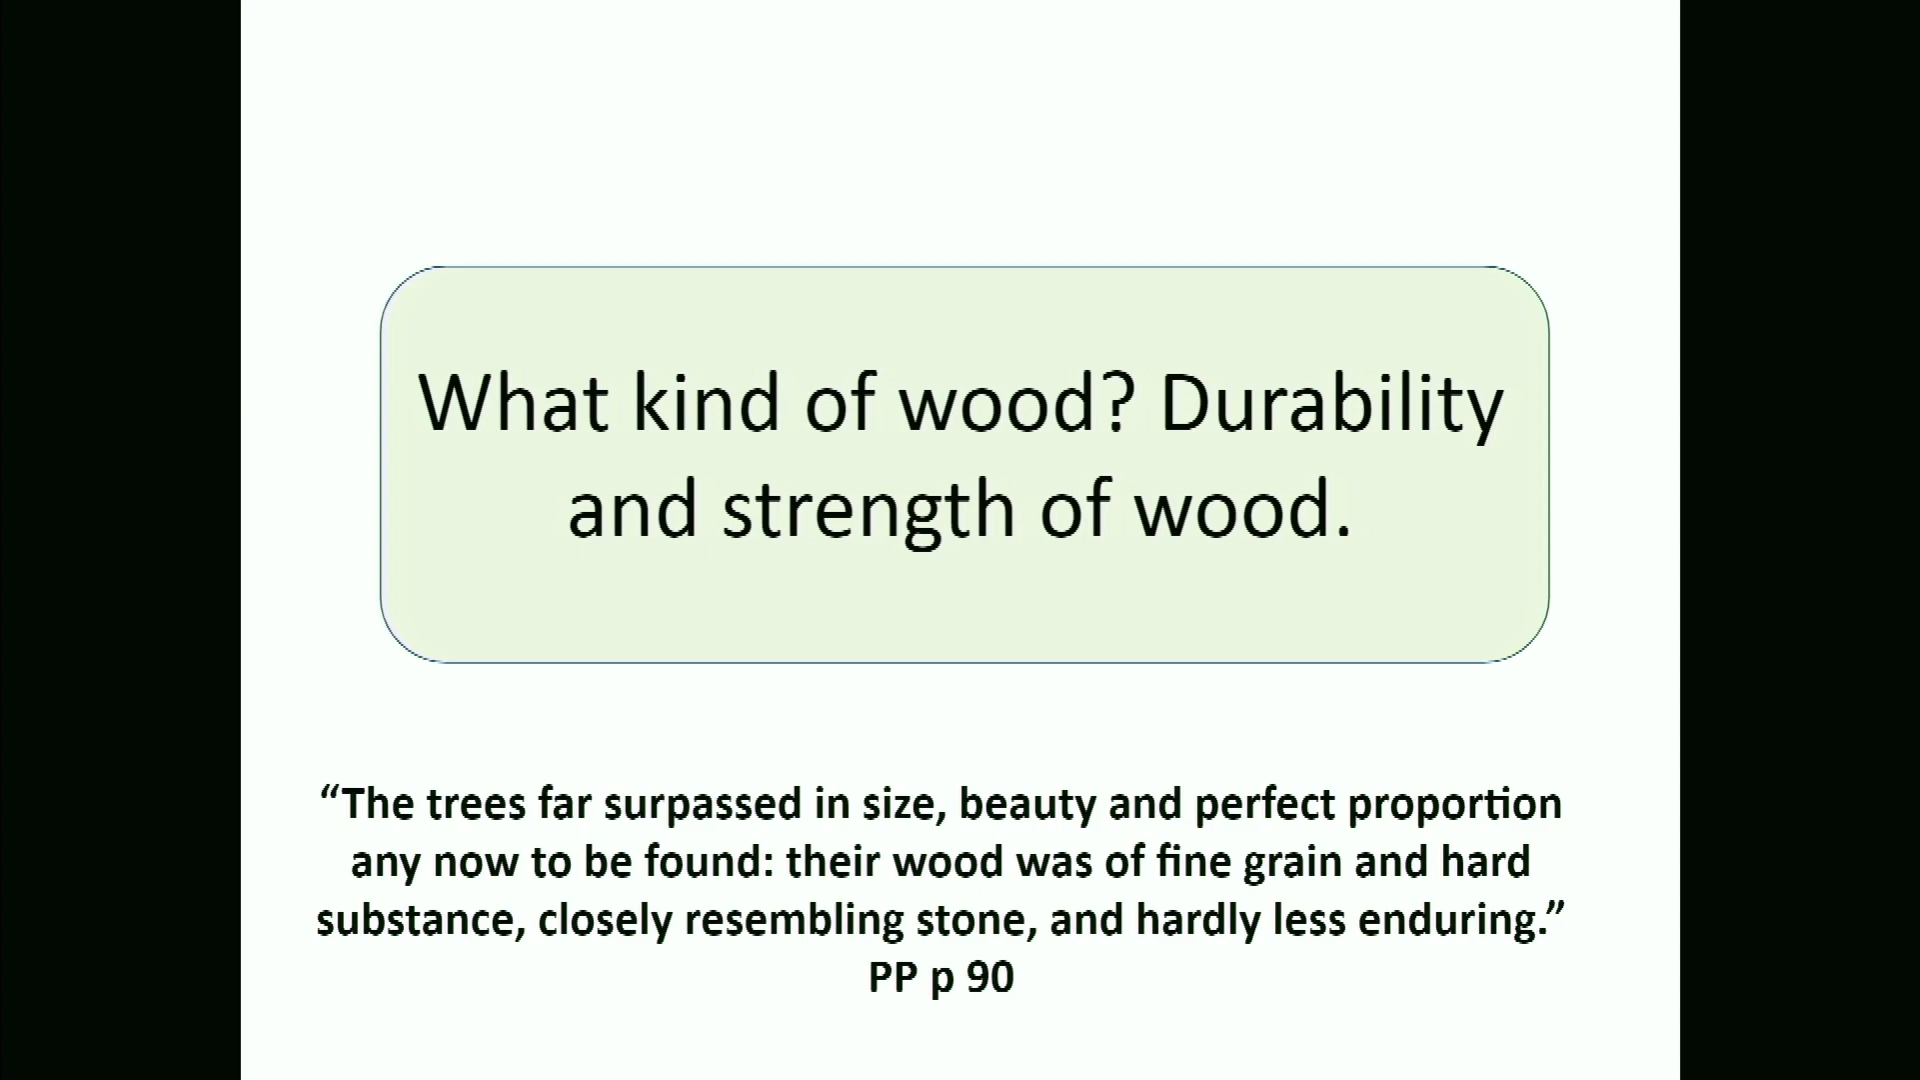 What kind of wood? Durability
and strength of wood.
“The trees far surpassed in size, beauty and perfect proportion
any now to be found: their wood was of fine grain and hard
substance, closely resembling stone, and hardly less enduring.”
PP p 90